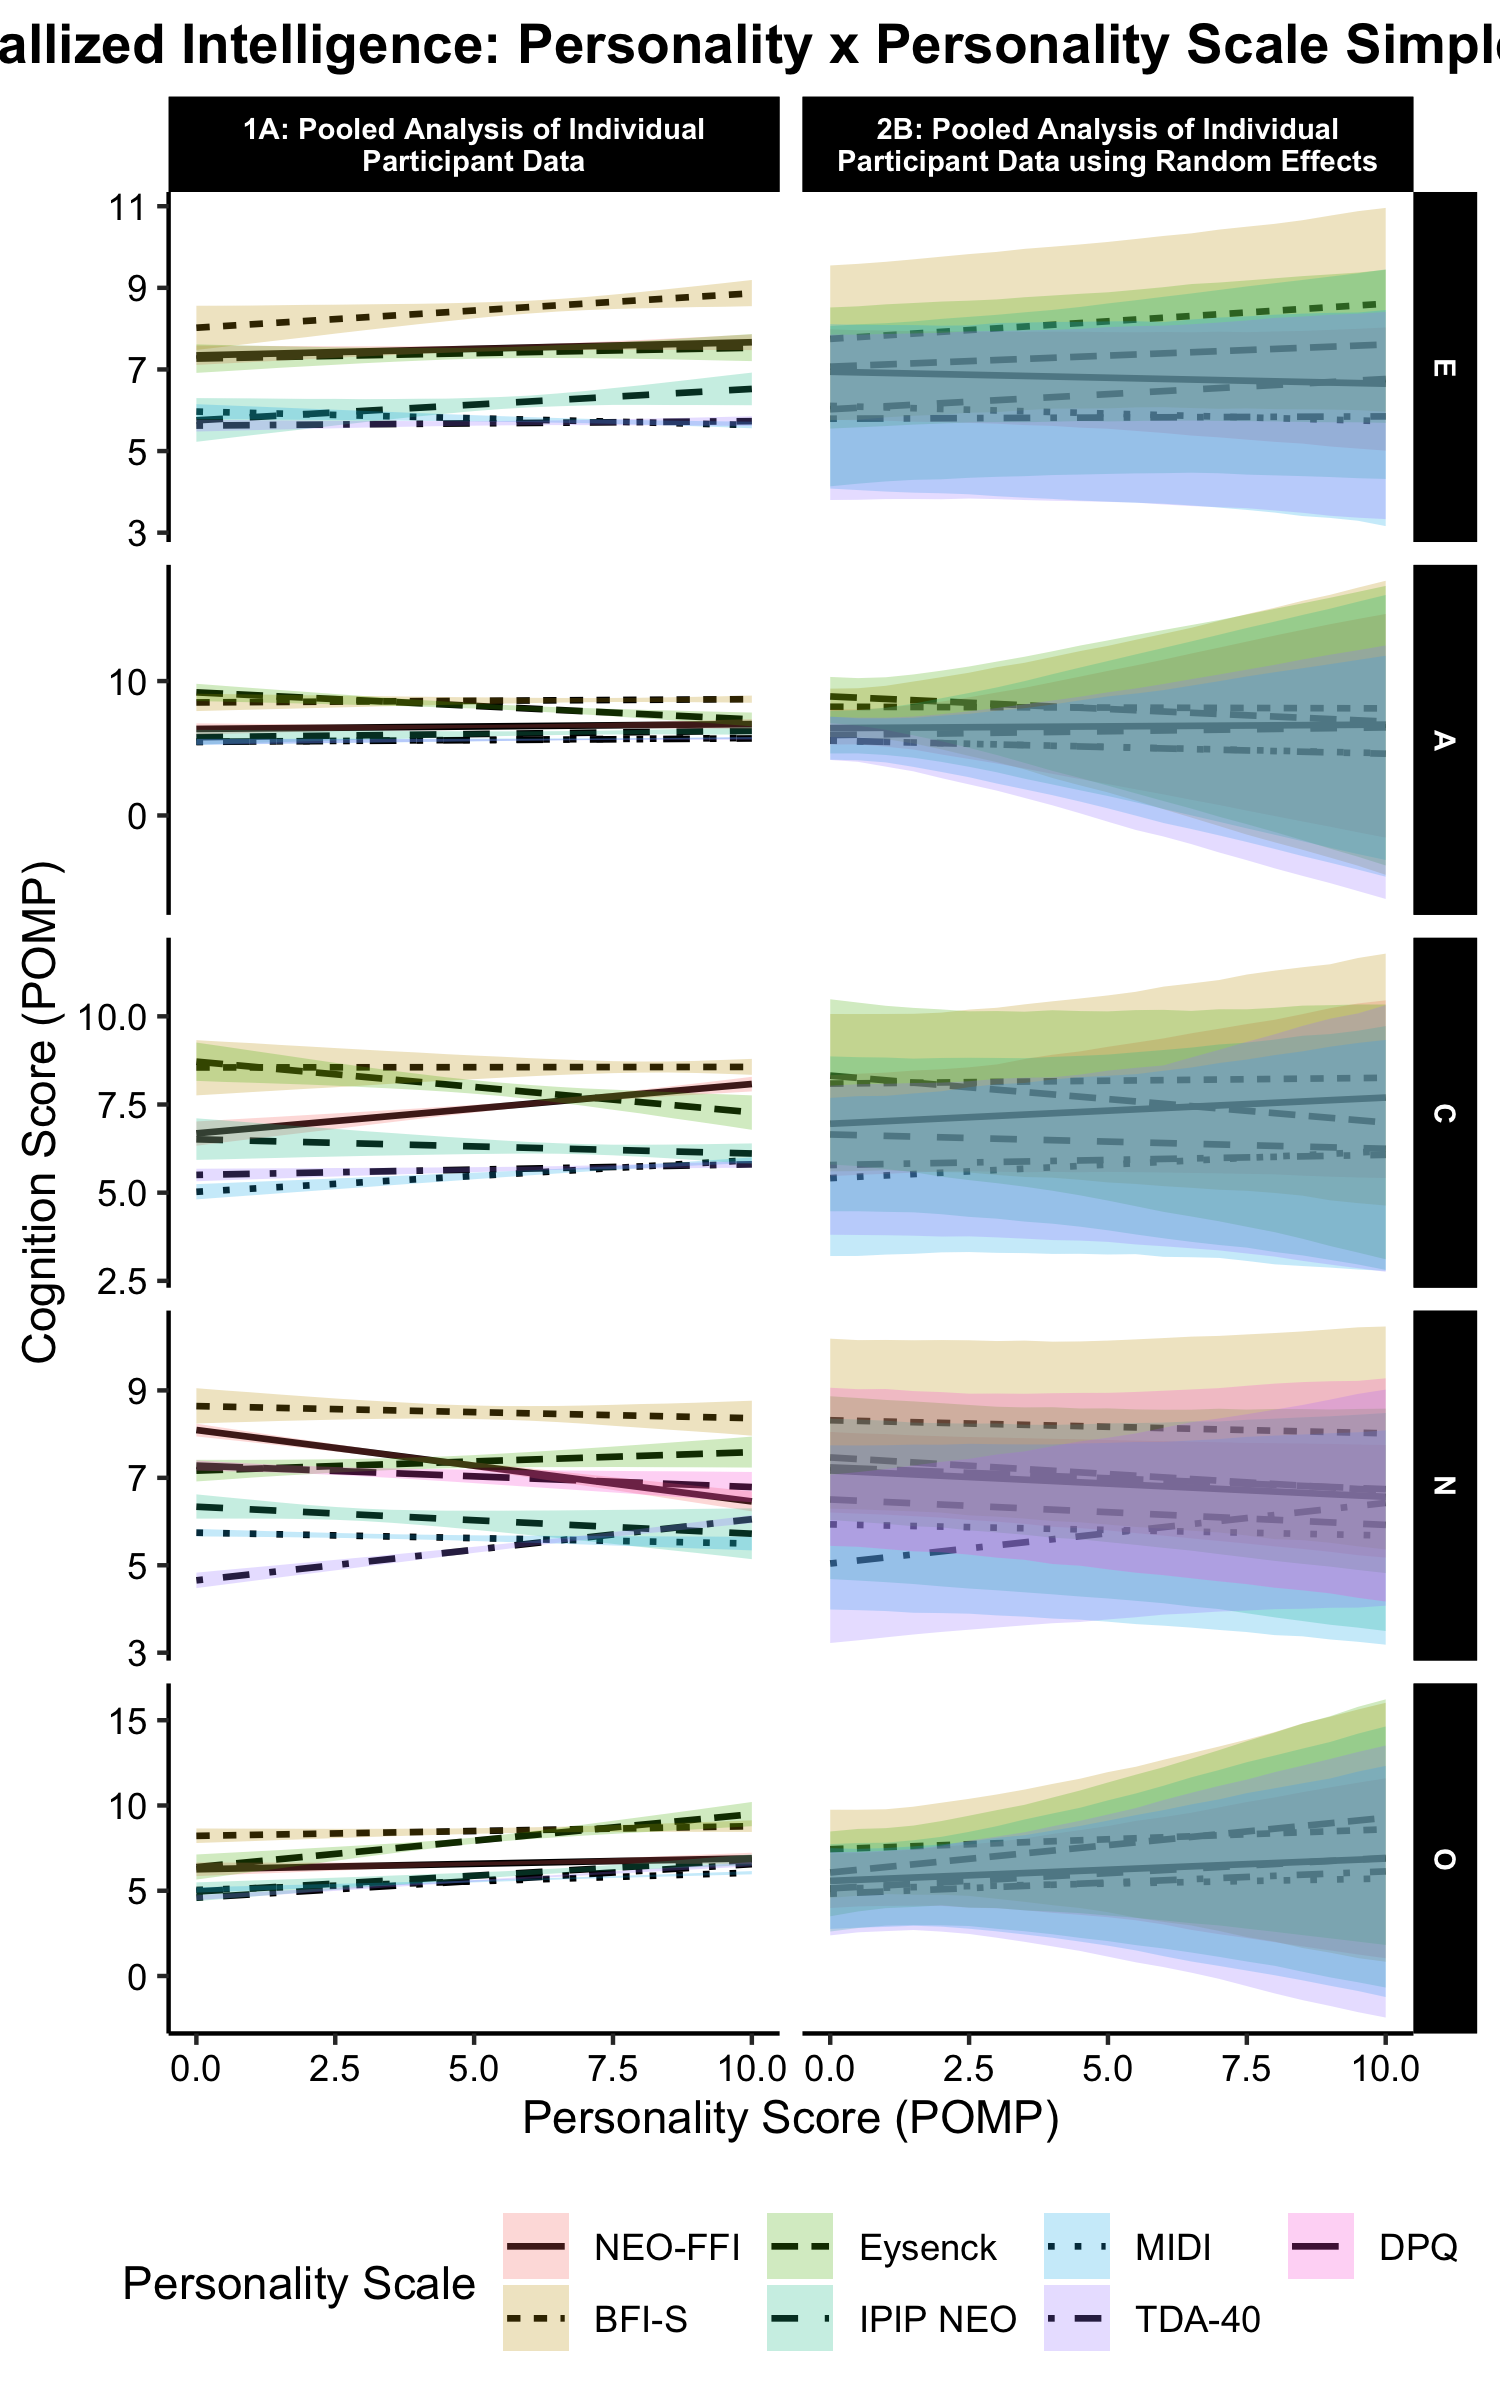 allized Intelligence: Personality x Personality Scale Simpl
1A: Pooled Analysis of Individual
Participant Data
2B: Pooled Analysis of Individual
Participant Data using Random Effects
11
9
7
5
3
E
10
0
A
10.0
7.5
5.0
2.5
C
9
7
5
3
N
15
10
5
0
O
Cognition Score (POMP)
0.0 2.5 5.0 7.5 10.0 0.0 2.5 5.0 7.5 10.0
Personality Score (POMP)
Personality Scale
NEO-FFI Eysenck MIDI DPQ
BFI-S IPIP NEO TDA-40